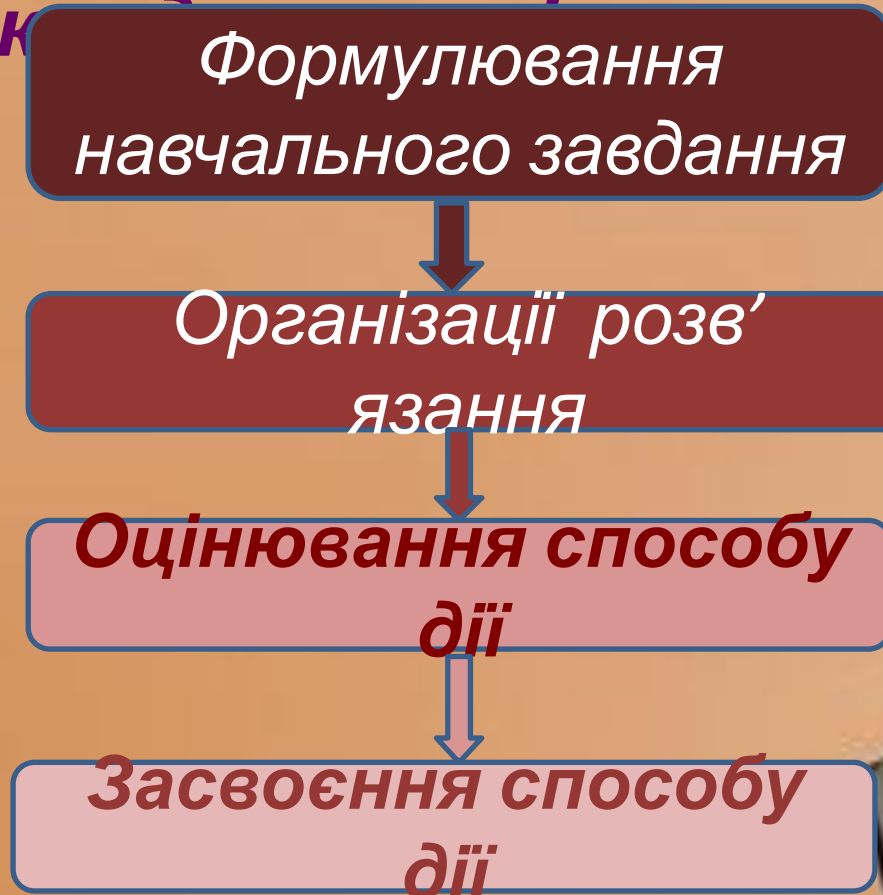 Формулювання
навчального завдання
Організації розв’
язання
Оцінювання способу
дії
Засвоєння способу
дії